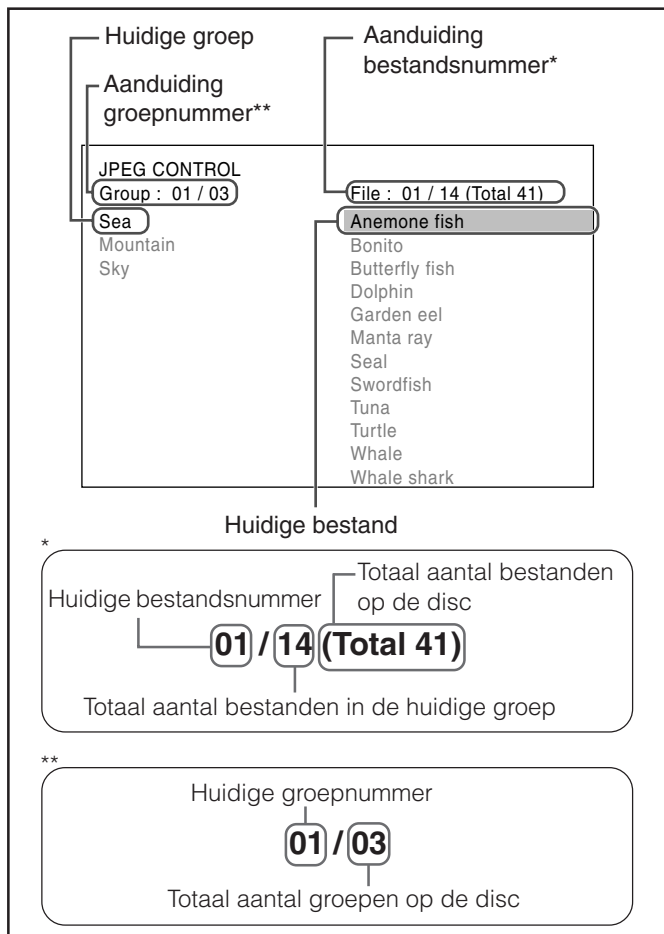 Huidige groep
Aanduiding
bestandsnummer*
Aanduiding
groepnummer**
JPEG CONTROL
Group : 01 / 03
File : 01 / 14 (Total 41)
Sea
Mountain
Sky
Anemone fish
Bonito
Butterfly fish
Dolphin
Garden eel
Manta ray
Seal
Swordfish
Tuna
Turtle
Whale
Whale shark
Huidige bestand
*
Totaal aantal bestanden
op de disc
Huidige bestandsnummer
01 / 14 (Total 41)
Totaal aantal bestanden in de huidige groep
**
Huidige groepnummer
01 / 03
Totaal aantal groepen op de disc